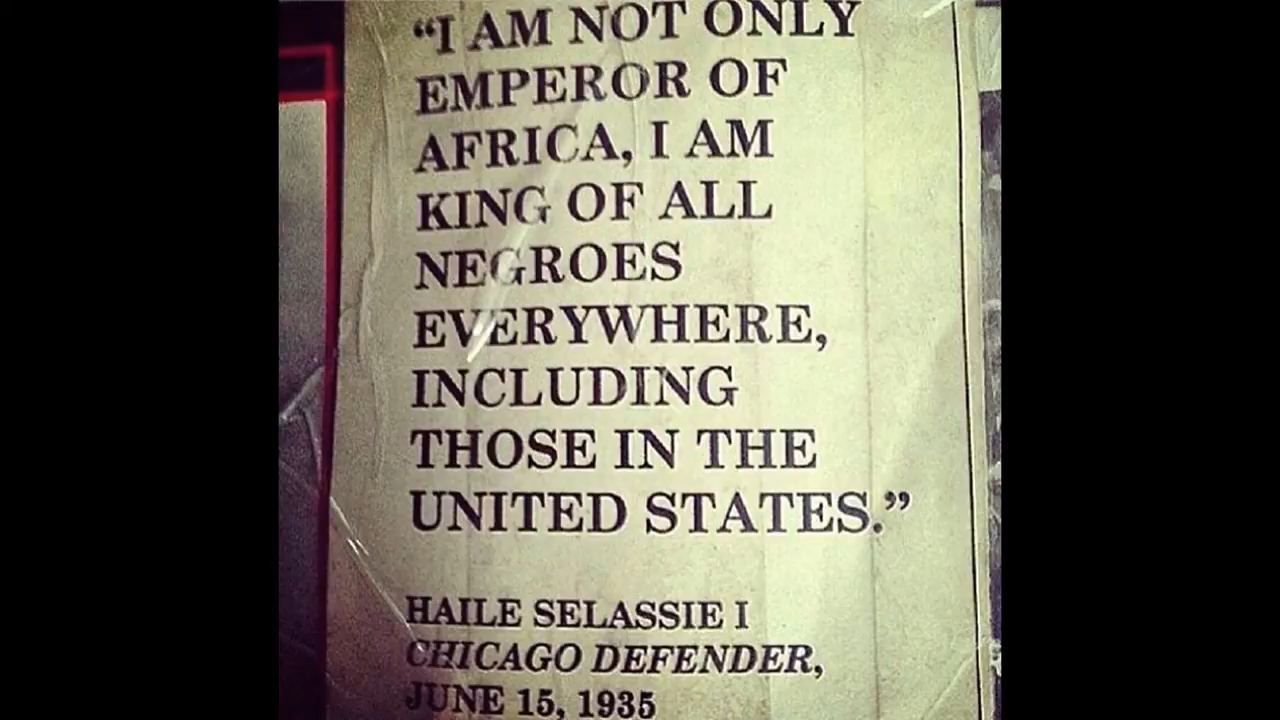 “I AM NOT ONLY
EMPEROR OF
AFRICA, I AM
KING OF ALL
NEGROES
EVERYWHERE,
INCLUDING
THOSE IN THE
UNITED STATES.”
HAILE SELASSIE I
CHICAGO DEFENDER,
JUNE 15, 1935